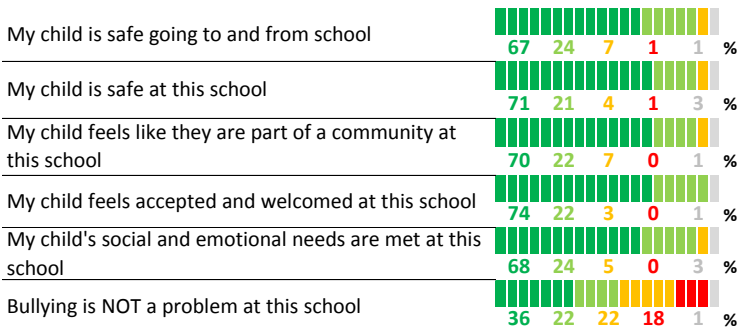 My child is safe going to and from school
67 24 7 1 1 %
My child is safe at this school
71 21 4 1 3 %
My child feels like they are part of a community at
this school
70 22 7 0 1 %
My child feels accepted and welcomed at this school
74 22 3 0 1 %
My child's social and emotional needs are met at this
school
68 24 5 0 3 %
Bullying is NOT a problem at this school
36 22 22 18 1 %